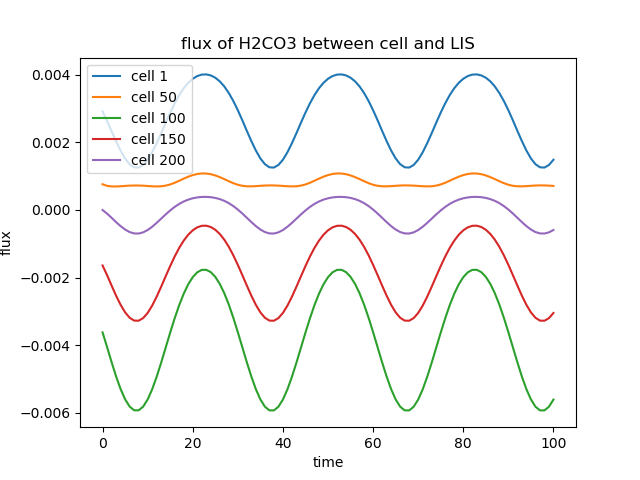 flux of H2CO3 between cell and LIS
cell 1
cell 50
cell 100
cell 150
cell 200
0.004
0.002
0.000
−0.002
−0.004
−0.006
flux
0 20 40 60 80 100
time